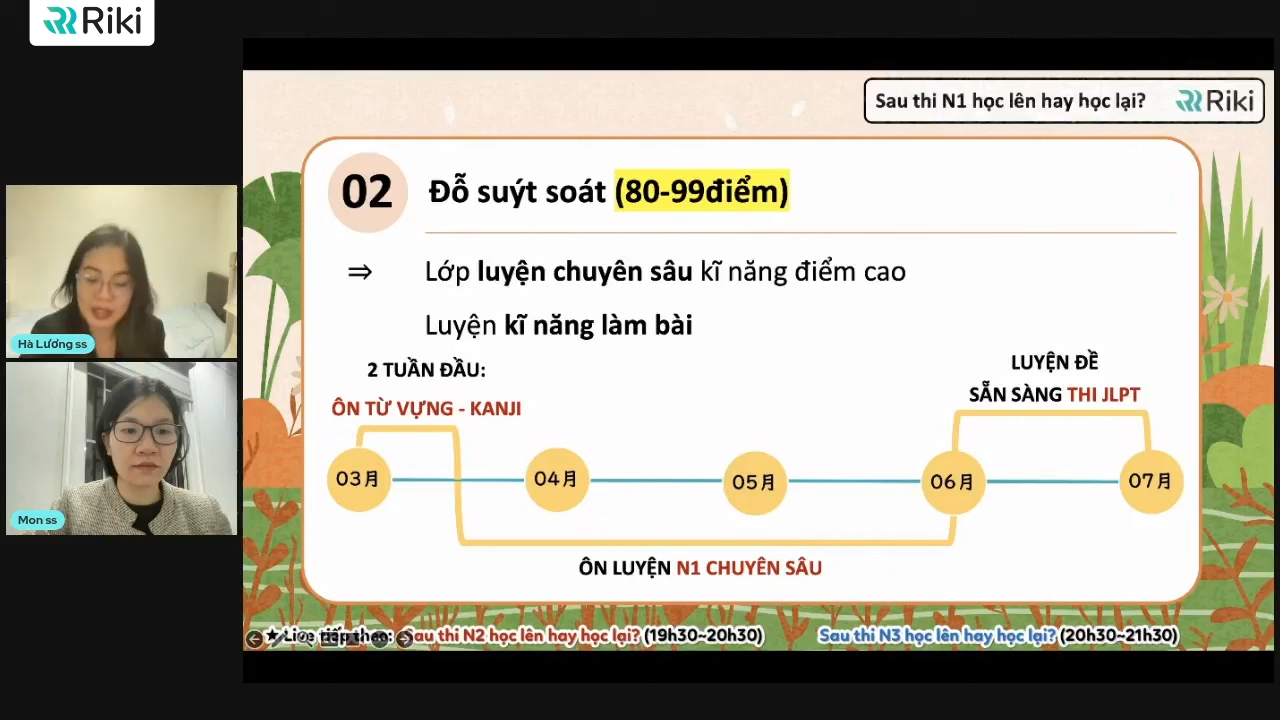 Riki
Sau thi N1 học lên hay học lại?
Riki
02
Đỗ suýt soát (80-99điểm)
⇒ Lớp luyện chuyên sâu kĩ năng điểm cao
Luyện kĩ năng làm bài
2 TUẦN ĐẦU:
ÔN TỪ VỰNG - KANJI
LUYỆN ĐỀ
SẴN SÀNG THI JLPT
03月
04月
05月
06月
07月
ÔN LUYỆN N1 CHUYÊN SÂU
Hà Lương ss
Mon ss
★Live tiếp theo: Sau thi N2 học lên hay học lại? (19h30~20h30)
Sau thi N3 học lên hay học lại? (20h30~21h30)